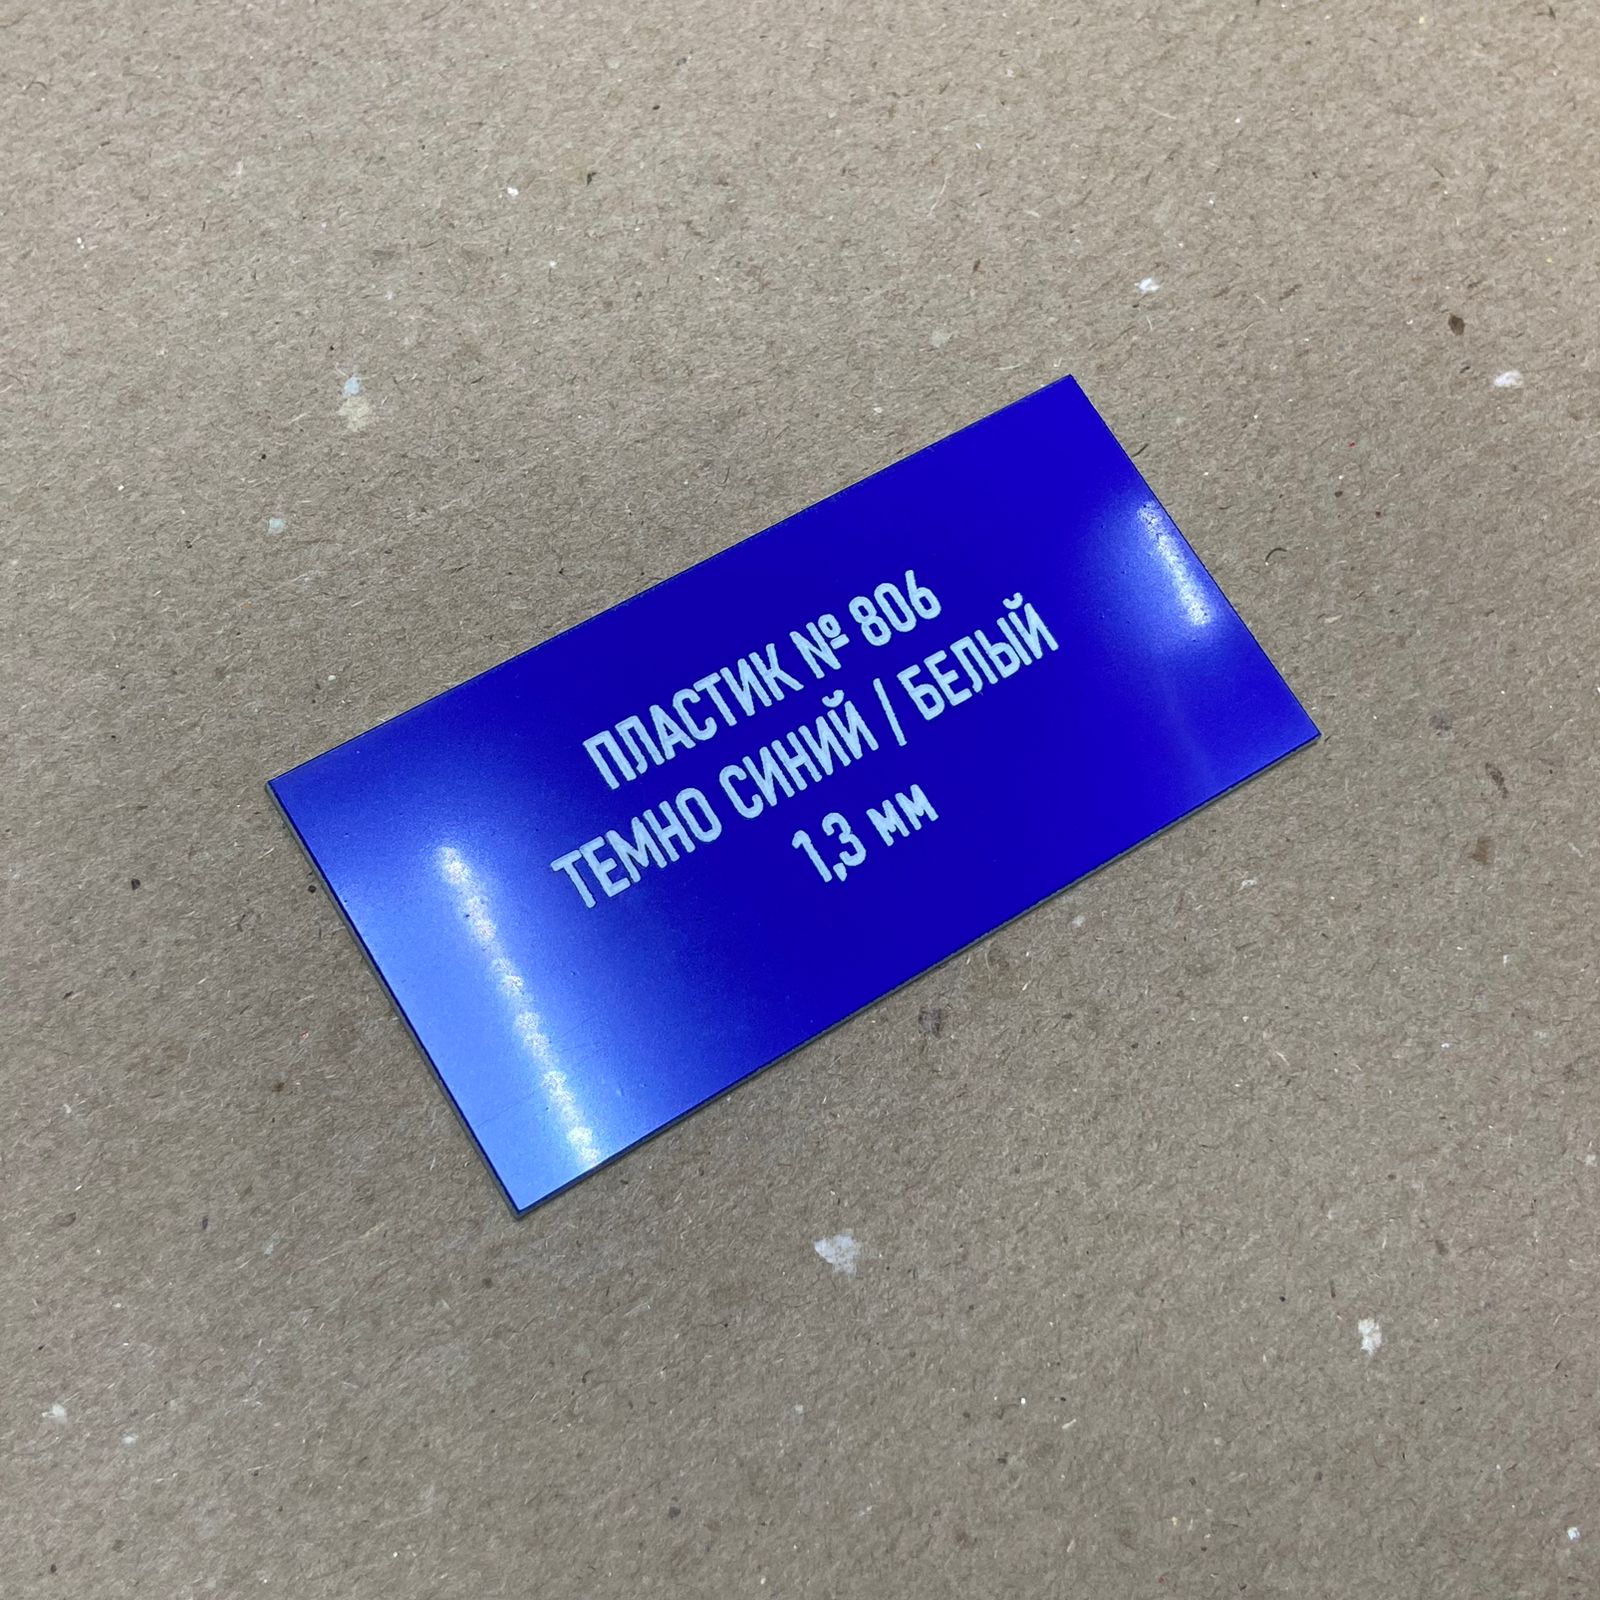 ПЛАСТИК № 806
ТЕМНО СИНИЙ | БЕЛЫЙ
1,3 мм